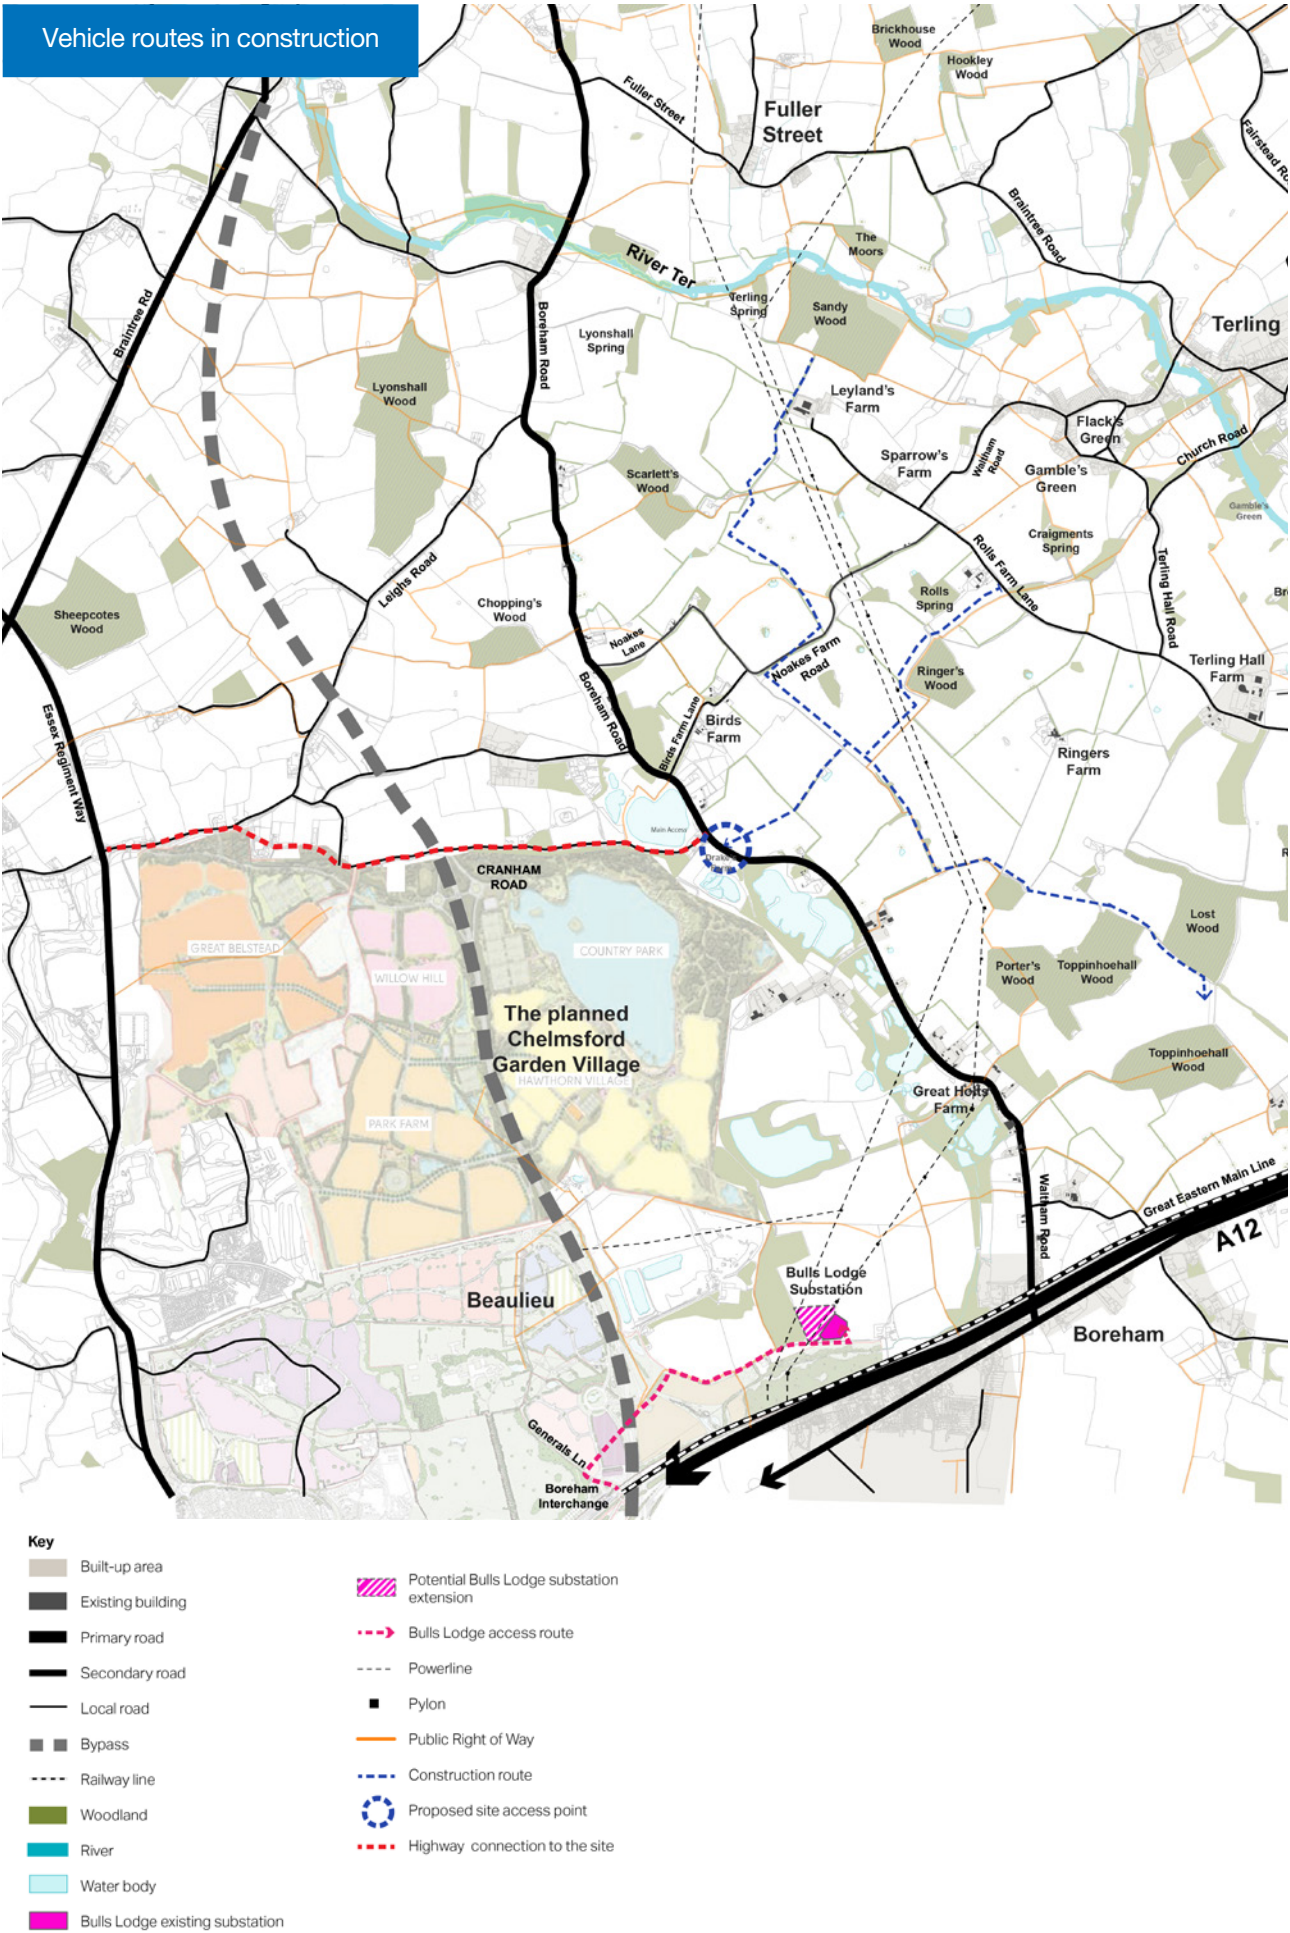 Vehicle routes in construction
Brickhouse
Wood
Hookley
Wood
Fuller Street
Fuller
Street
Fairstead Ro
Braintree Road
The
Moors
River Ter
Terling
Spring
Sandy
Wood
Terling
Braintree Rd
Boreham Road
Lyonshall
Spring
Lyonshall
Wood
Leyland's
Farm
Flack's
Green
Church Road
Waltham
Road
Sparrow's
Farm
Gamble's
Green
Scarlett's
Wood
Gamble's
Green
Craigments
Spring
Rolls Farm Lane
Terling Hall Road
Leighs Road
Rolls
Spring
Br
Chopping's
Wood
Sheepcotes
Wood
Noakes
Lane
Noakes Farm
Road
Ringer's
Wood
Terling Hall
Farm
Boreham Road
Birds Farm Lane
Birds
Farm
Essex Regiment Way
Ringers
Farm
Main Access
Drake's
CRANHAM
ROAD
R
Lost
Wood
GREAT BELSTEAD
COUNTRY PARK
WILLOW HILL
Porter's
Wood
Toppinhoehall
Wood
The planned
Chelmsford
Garden Village
HAWTHORN VILLAGE
Toppinhoehall
Wood
Great Holts
Farm
PARK FARM
Waltham Road
Great Eastern Main Line
A12
Bulls Lodge
Substation
Beaulieu
Boreham
Generals Ln
Boreham
Interchange
Key
Built-up area
Existing building
Primary road
Secondary road
Local road
Bypass
Railway line
Woodland
River
Water body
Bulls Lodge existing substation
Potential Bulls Lodge substation
extension
Bulls Lodge access route
Powerline
Pylon
Public Right of Way
Construction route
Proposed site access point
Highway connection to the site